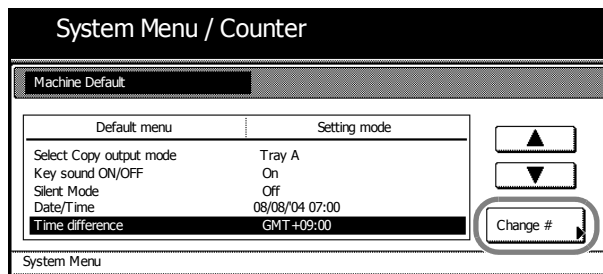 System Menu / Counter
Machine Default
Default menu Setting mode
Select Copy output mode Tray A
Key sound ON/OFF On
Silent Mode Off
Date/Time 08/08/'04 07:00
Time difference GMT+09:00
▲
▼
Change #
System Menu